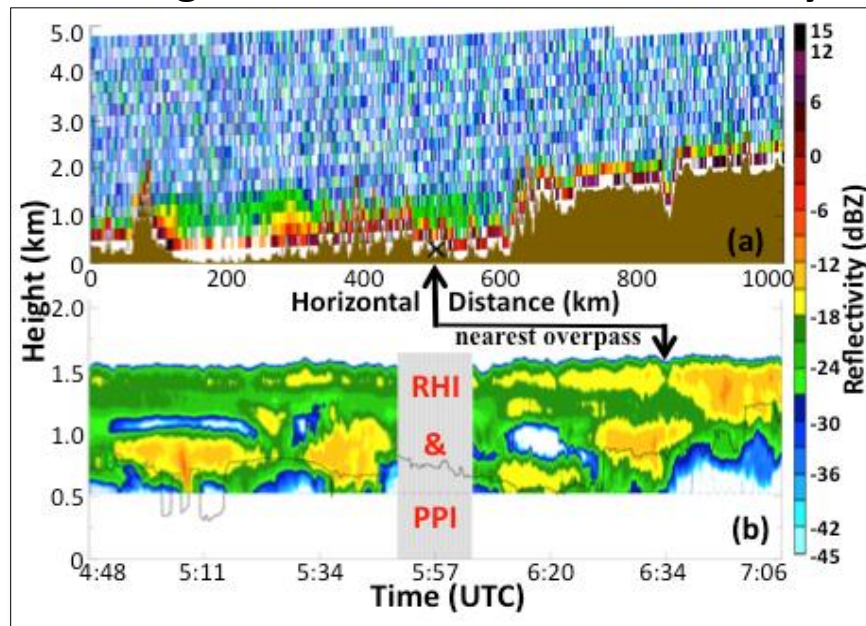 5.0
4.0
3.0
2.0
1.0
0
(a)
0 200 400 600 800 1000
Horizontal Distance (km)
nearest overpass
Height (km)
2.0
1.5
1.0
0.5
0
RHI
&
PPI
(b)
4:48 5:11 5:34 5:57 6:20 6:34 7:06
Time (UTC)
15
12
6
0
-6
-12
-18
-24
-30
-36
-42
-45
Reflectivity (dBZ)